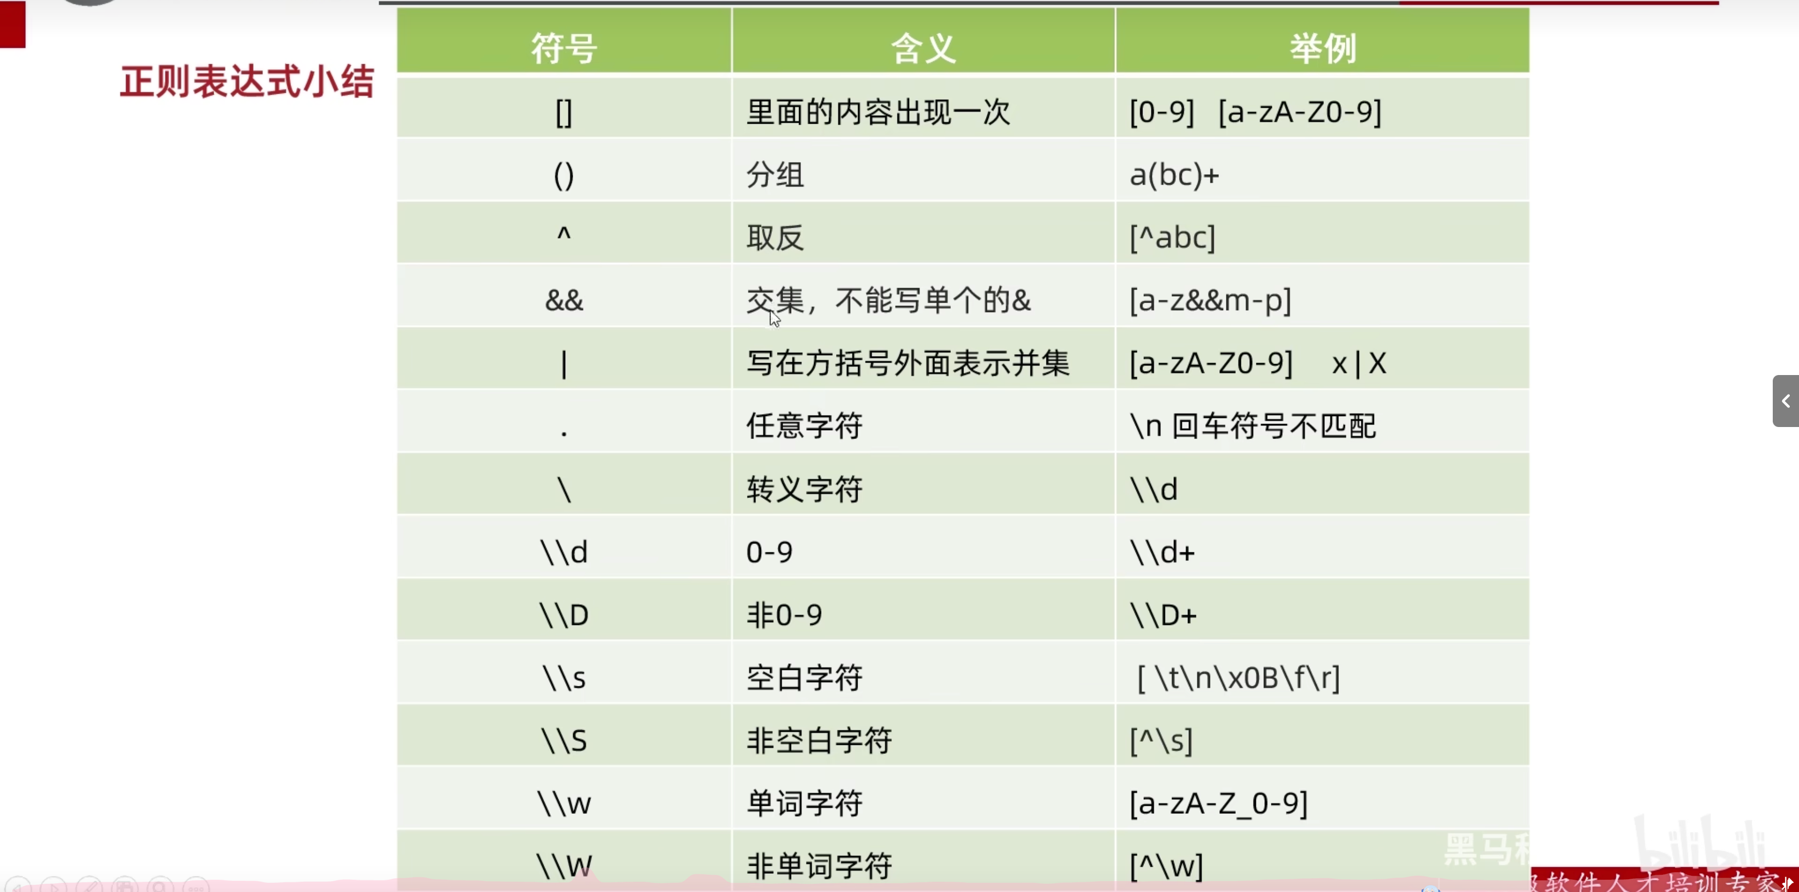 正则表达式小结
符号 含义 举例
[] 里面的内容出现一次 [0-9] [a-zA-Z0-9]
() 分组 a(bc)+
^ 取反 [^abc]
&& 交集，不能写单个的& [a-z&&m-p]
| 写在方括号外面表示并集 [a-zA-Z0-9] x|X
. 任意字符 \n 回车符号不匹配
\ 转义字符 \\d
\\d 0-9 \\d+
\\D 非0-9 \\D+
\\s 空白字符 [ \t\n\x0B\f\r]
\\S 非空白字符 [^\s]
\\w 单词字符 [a-zA-Z_0-9]
\\W 非单词字符 [^\w]
黑马
bilibili
软件人才培训专家